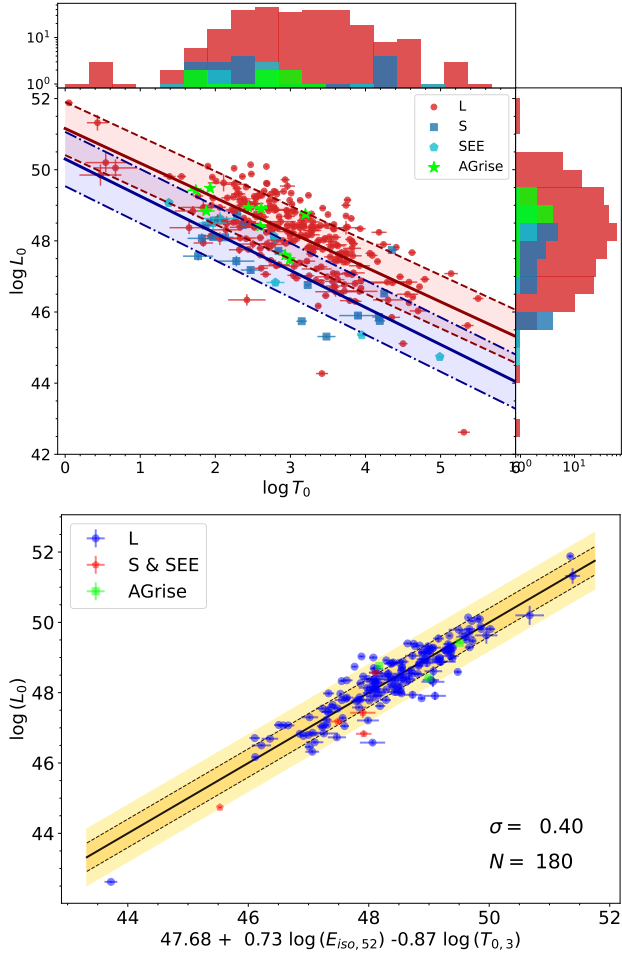 10¹
10⁰
52
50
48
46
44
42
log L₀
L
S
SEE
AGrise
0 1 2 3 4 5 6
10⁰ 10¹
log T₀
52
50
48
46
44
log (L₀)
L
S & SEE
AGrise
σ = 0.40
N = 180
44 46 48 50 52
47.68 + 0.73 log (E_iso,52) -0.87 log (T₀,₃)